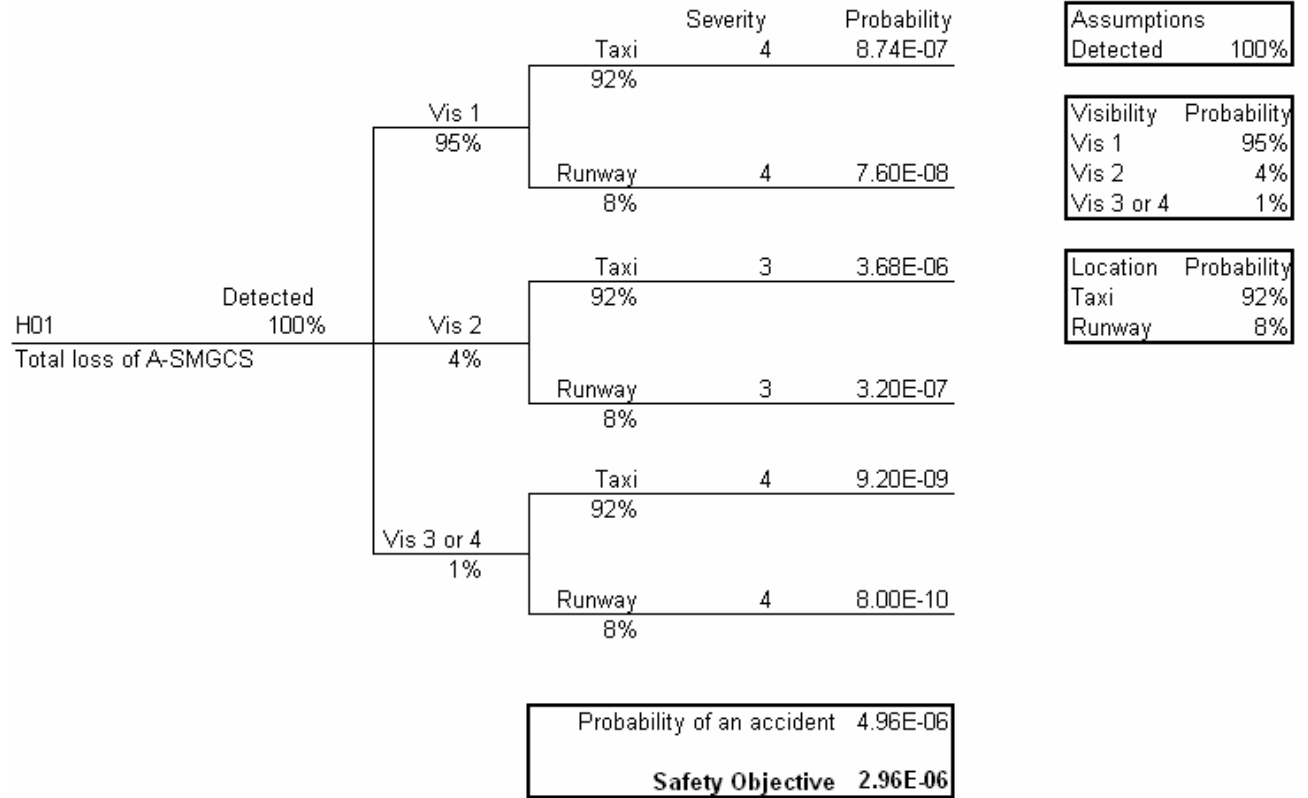 Severity Probability
Taxi 4 8.74E-07
92%
Vis 1
95%
Runway 4 7.60E-08
8%
Taxi 3 3.68E-06
92%
Detected
H01 100% Vis 2
Total loss of A-SMGCS 4%
Runway 3 3.20E-07
8%
Taxi 4 9.20E-09
92%
Vis 3 or 4
1%
Runway 4 8.00E-10
8%
Probability of an accident 4.96E-06
Safety Objective 2.96E-06
Assumptions
Detected 100%
Visibility Probability
Vis 1 95%
Vis 2 4%
Vis 3 or 4 1%
Location Probability
Taxi 92%
Runway 8%